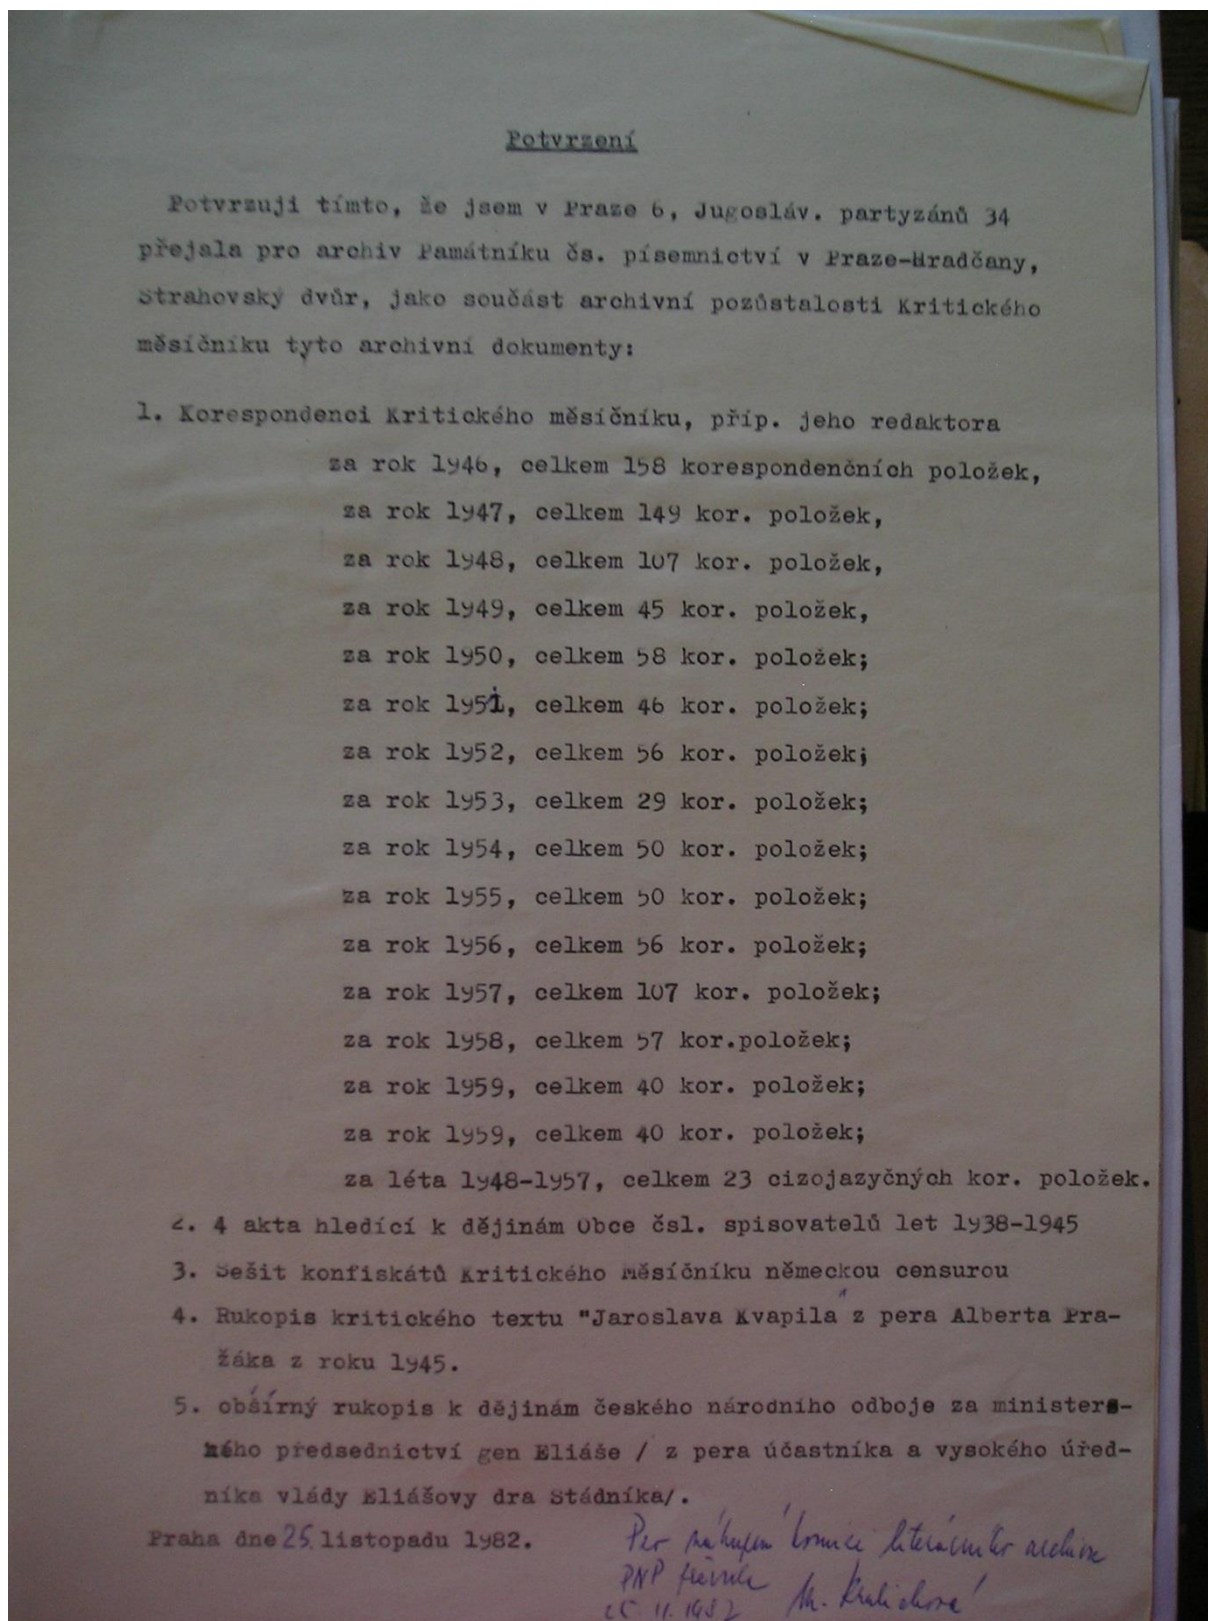 Potvrzení
Potvrzuji tímto, že jsem v Praze 6, Jugosláv. partyzánů 34
přejala pro archiv Památníku čs. písemnictví v Praze-Hradčany,
Strahovský dvůr, jako součást archivní pozůstalosti Kritického
měsíčníku tyto archivní dokumenty:
1. Korespondenci Kritického měsíčníku, příp. jeho redaktora
za rok 1946, celkem 158 korespondenčních položek,
za rok 1947, celkem 149 kor. položek,
za rok 1948, celkem 107 kor. položek,
za rok 1949, celkem 45 kor. položek,
za rok 1950, celkem 58 kor. položek;
za rok 1951, celkem 46 kor. položek;
za rok 1952, celkem 56 kor. položek;
za rok 1953, celkem 29 kor. položek;
za rok 1954, celkem 50 kor. položek;
za rok 1955, celkem 50 kor. položek;
za rok 1956, celkem 56 kor. položek;
za rok 1957, celkem 107 kor. položek;
za rok 1958, celkem 57 kor.položek;
za rok 1959, celkem 40 kor. položek;
za rok 1959, celkem 40 kor. položek;
za léta 1948-1957, celkem 23 cizojazyčných kor. položek.
2. 4 akta hledící k dějinám Obce čsl. spisovatelů let 1938-1945
3. Sešit konfiskátů Kritického Měsíčníku německou censurou
4. Rukopis kritického textu "Jaroslava Kvapila" z pera Alberta Pra-
žáka z roku 1945.
5. obšírný rukopis k dějinám českého národního odboje za minister-
kého předsednictví gen Eliáše / z pera účastníka a vysokého úřed-
níka vlády Eliášovy dra Stádníka/.
Praha dne 25. listopadu 1982.
Pro nákupní komici literárního archivu
PNP
25. 11. 1982 M. Krulichová